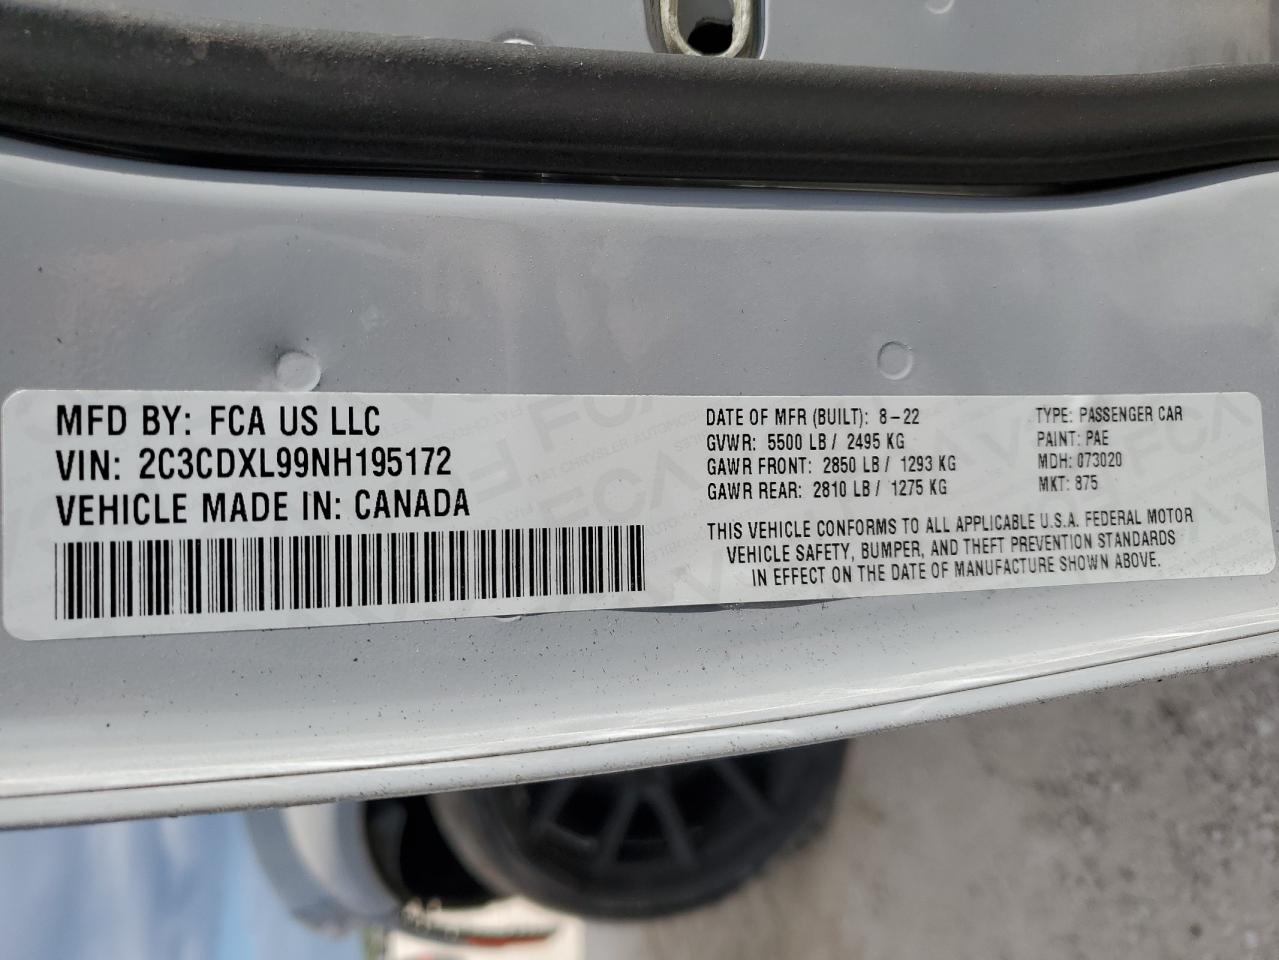 MFD BY: FCA US LLC
VIN: 2C3CDXL99NH195172
VEHICLE MADE IN: CANADA
DATE OF MFR (BUILT): 8-22
GVWR: 5500 LB / 2495 KG
GAWR FRONT: 2850 LB / 1293 KG
GAWR REAR: 2810 LB / 1275 KG
TYPE: PASSENGER CAR
PAINT: PAE
MDH: 073020
MKT: 875
THIS VEHICLE CONFORMS TO ALL APPLICABLE U.S.A. FEDERAL MOTOR
VEHICLE SAFETY, BUMPER, AND THEFT PREVENTION STANDARDS
IN EFFECT ON THE DATE OF MANUFACTURE SHOWN ABOVE.